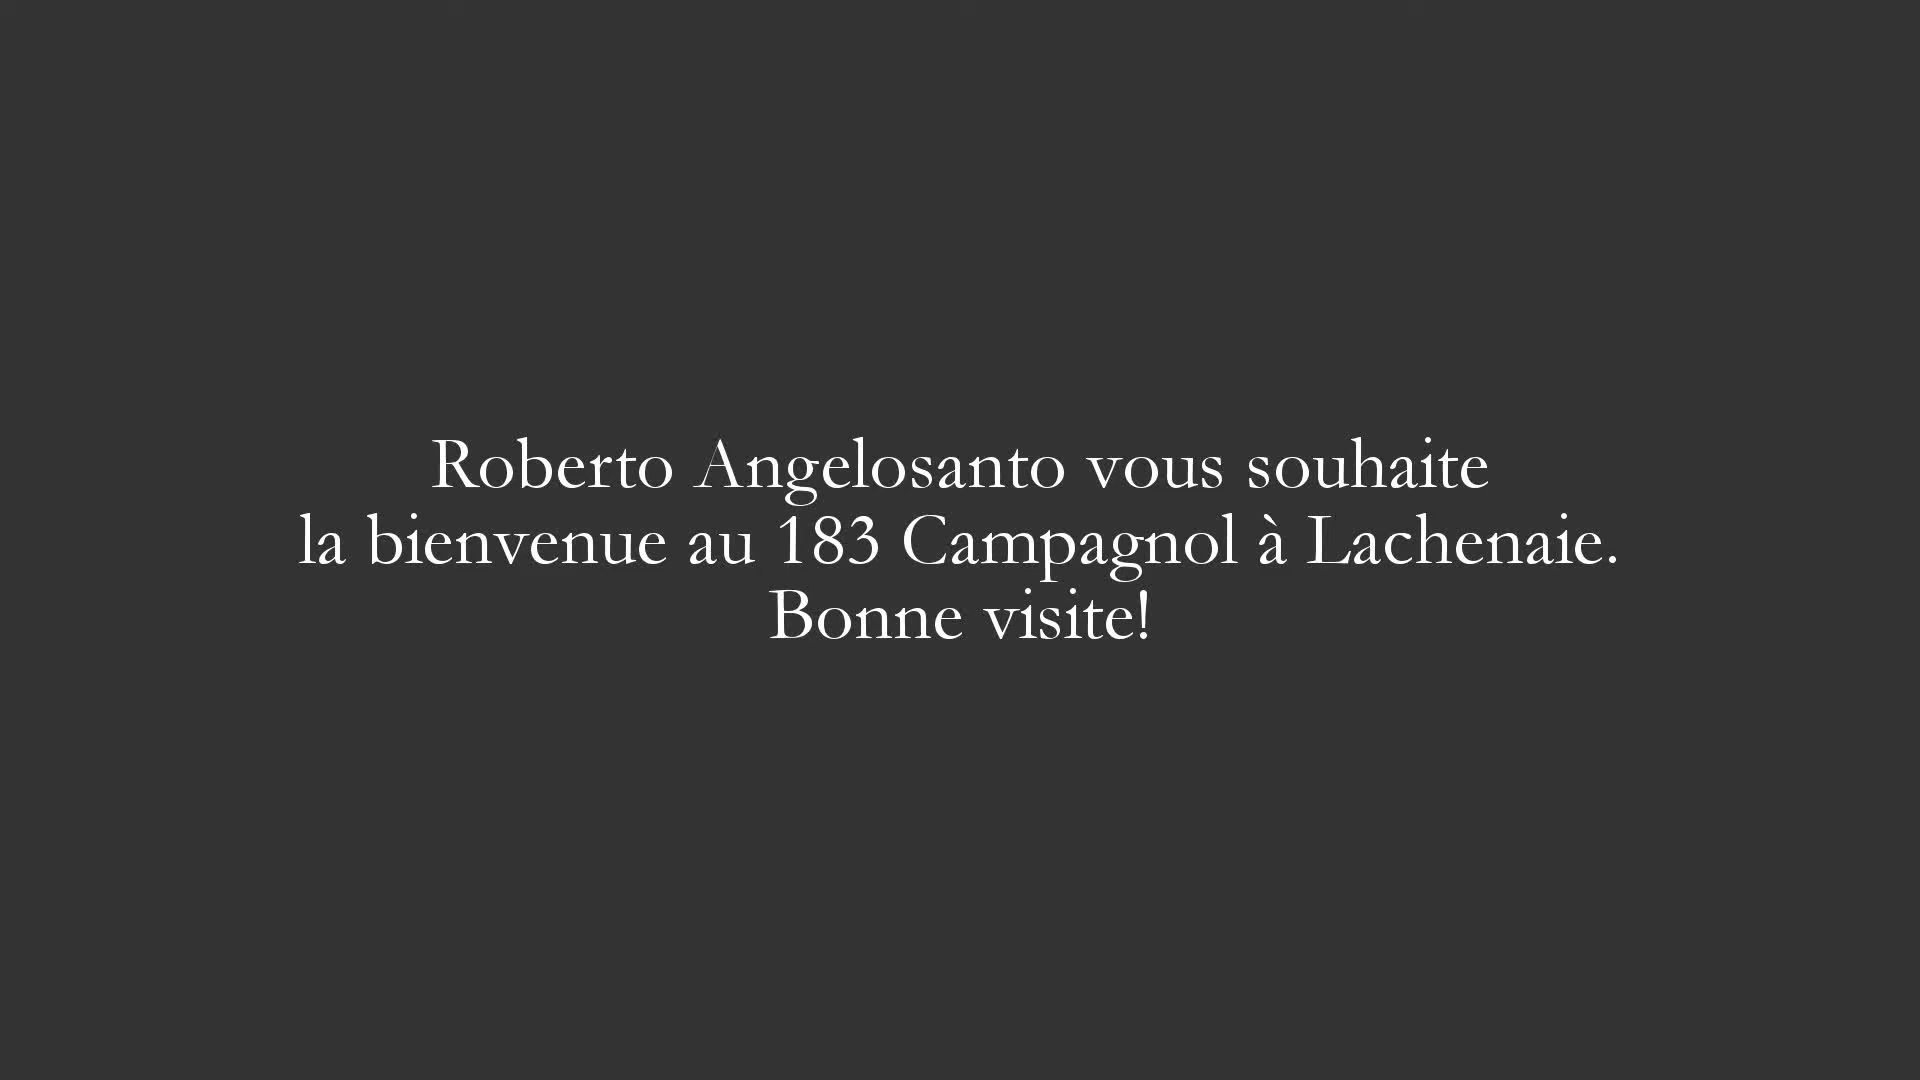 Roberto Angelosanto vous souhaite
la bienvenue au 183 Campagnol à Lachenaie.
Bonne visite!